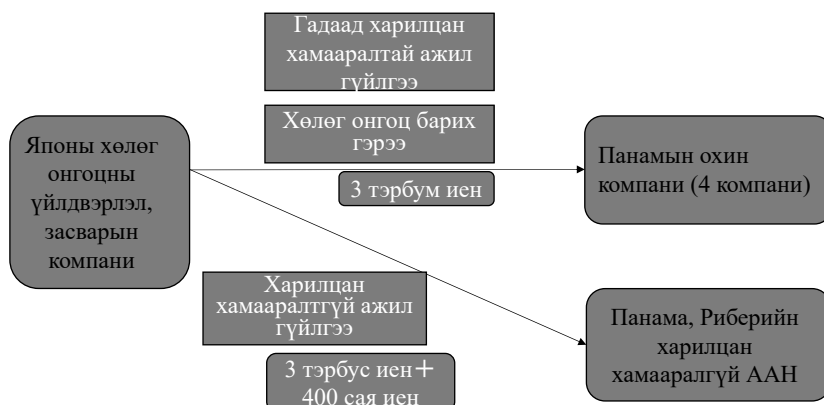 Гадаад харилцан
хамааралтай ажил
гүйлгээ
Хөлөг онгоц барих
гэрээ
Японы хөлөг
онгоцны
үйлдвэрлэл,
засварын
компани
3 тэрбум иен
Панамын охин
компани (4 компани)
Харилцан
хамааралтгүй ажил
гүйлгээ
3 тэрбус иен＋
400 сая иен
Панама, Риберийн
харилцан
хамааралгүй ААН